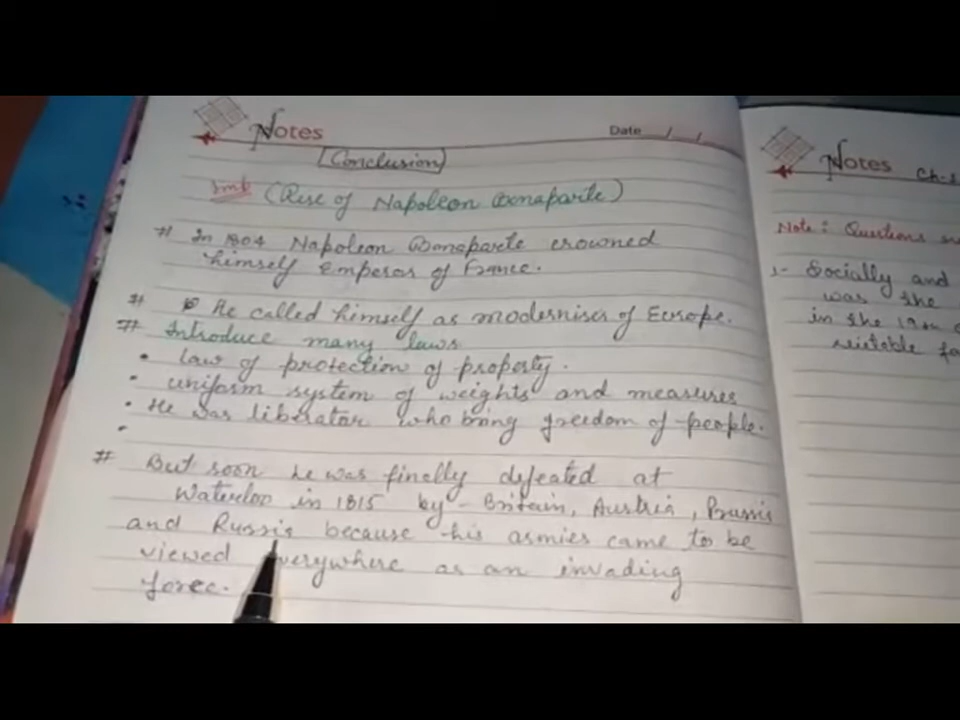 Notes
Date / /
Conclusion
Imp (Rise of Napoleon Bonaparte)
# In 1804 Napoleon Bonaparte crowned
himself Emperor of France.
# He called himself as moderniser of Europe.
# Introduce many laws
• law of protection of property.
• uniform system of weights and measures
• He was liberator who bring freedom of people.
•
# But soon he was finally defeated at
Waterloo in 1815 by - Britain, Austria, Prussia
and Russia because his armies came to be
viewed everywhere as an invading
force.
Notes
Note: Questions
1- Socially and
was the
in the